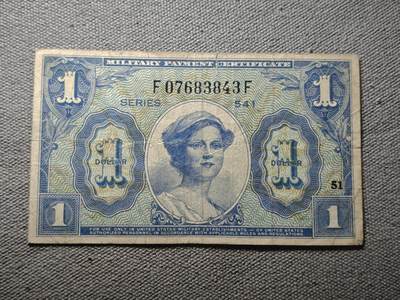 MILITARY PAYMENT CERTIFICATE
1
F07683843F
1
SERIES 541
1
DOLLAR
1
DOLLAR
51
1
1
FOR USE ONLY IN UNITED STATES MILITARY ESTABLISHMENTS — BY UNITED STATES
AUTHORIZED PERSONNEL IN ACCORDANCE WITH APPLICABLE RULES AND REGULATIONS